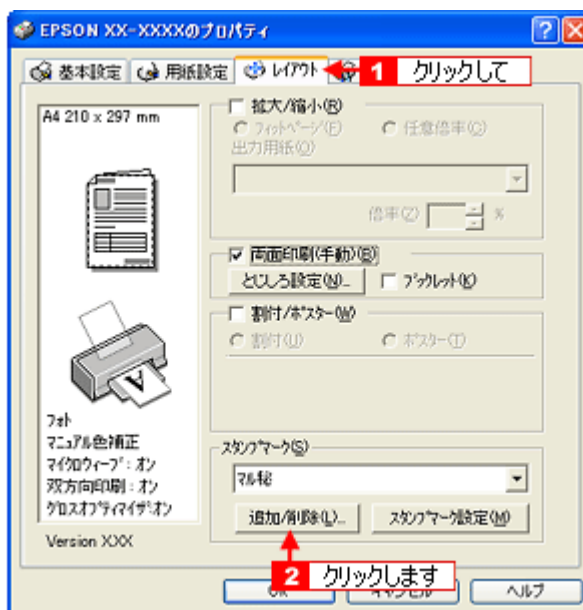 EPSON XX-XXXXのプロパティ
基本設定 用紙設定 レイアウト 1 クリックして
A4 210 x 297 mm
拡大/縮小(R)
フィットページ(F) 任意倍率(C)
出力用紙(O)
倍率(Z) %
両面印刷(手動)(B)
とじしろ設定(N)... ブックレット(K)
割付/ポスター(W)
割付(U) ポスター(T)
フォト
マニュアル色補正
マイクロウィーブ:オン
双方向印刷:オン
グロスオプティマイザ:オン
スタンプマーク(S)
マル秘
追加/削除(L)... スタンプマーク設定(M)
Version XXX
2 クリックします
OK キャンセル ヘルプ